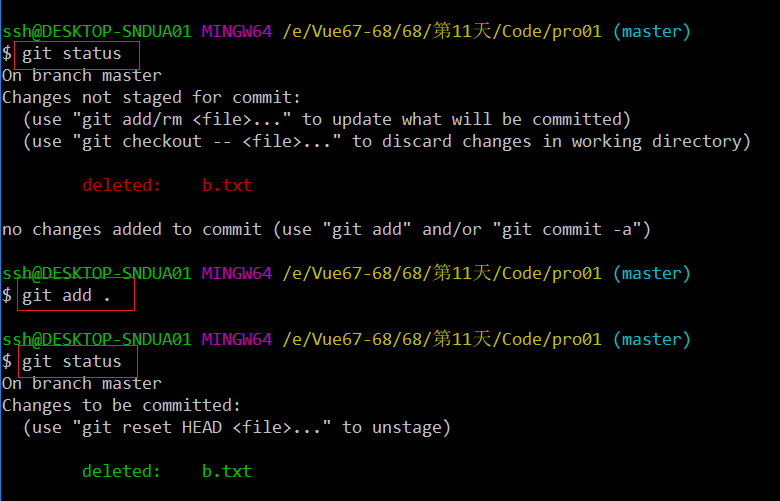 ssh@DESKTOP-SNDUA01 MINGW64 /e/Vue67-68/68/第11天/Code/pro01 (master)
$ git status
On branch master
Changes not staged for commit:
  (use "git add/rm <file>..." to update what will be committed)
  (use "git checkout -- <file>..." to discard changes in working directory)
        deleted:    b.txt
no changes added to commit (use "git add" and/or "git commit -a")
ssh@DESKTOP-SNDUA01 MINGW64 /e/Vue67-68/68/第11天/Code/pro01 (master)
$ git add .
ssh@DESKTOP-SNDUA01 MINGW64 /e/Vue67-68/68/第11天/Code/pro01 (master)
$ git status
On branch master
Changes to be committed:
  (use "git reset HEAD <file>..." to unstage)
        deleted:    b.txt